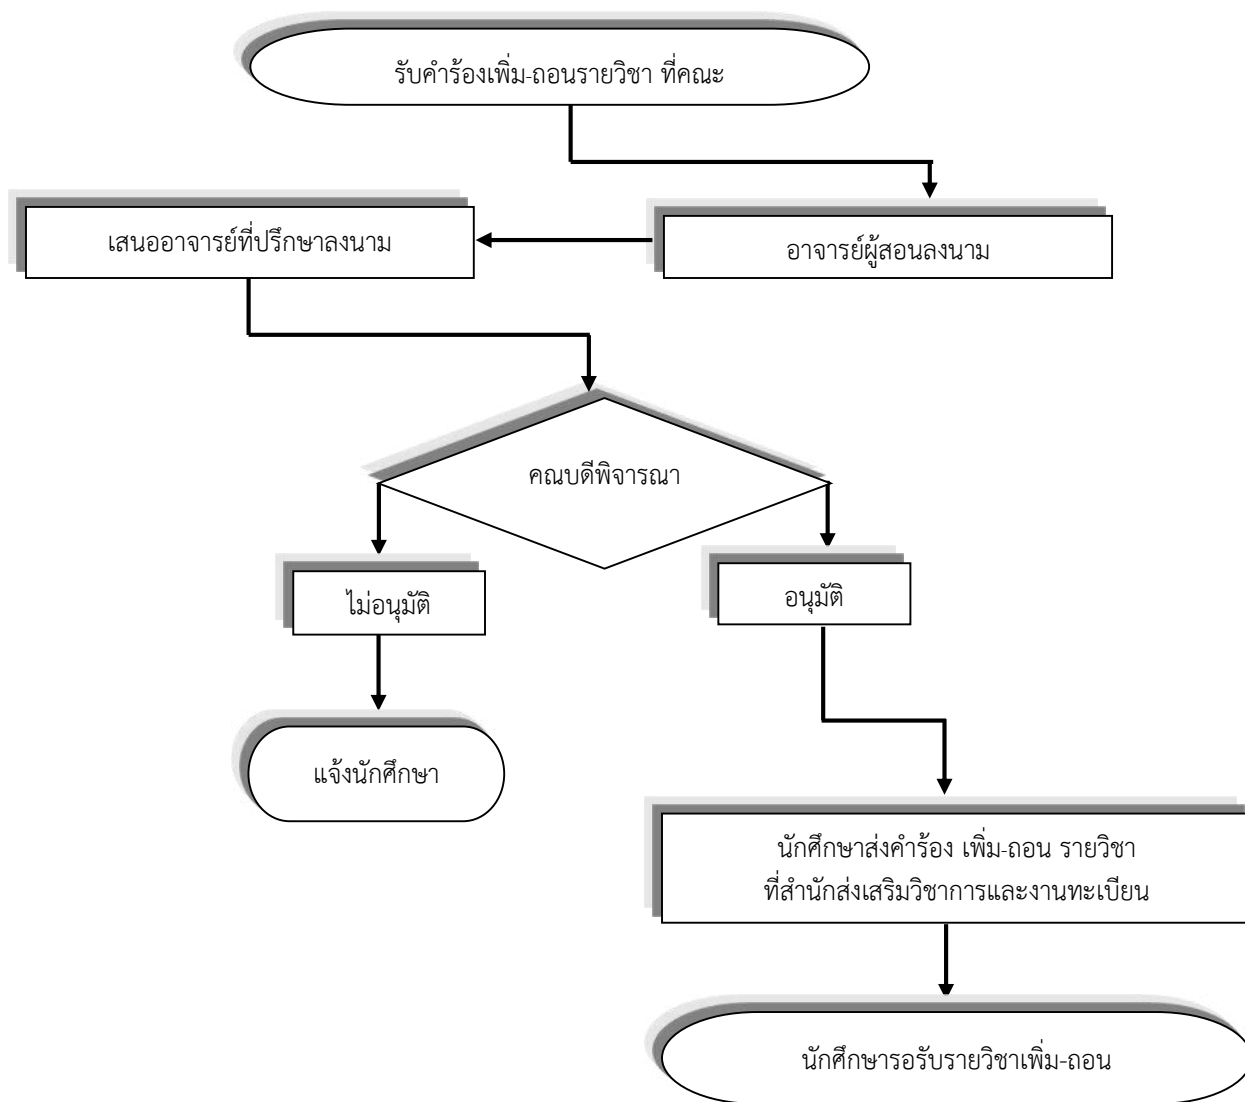 รับคำร้องเพิ่ม-ถอนรายวิชา ที่คณะ
เสนออาจารย์ที่ปรึกษาลงนาม
อาจารย์ผู้สอนลงนาม
คณบดีพิจารณา
ไม่อนุมัติ
อนุมัติ
แจ้งนักศึกษา
นักศึกษาส่งคำร้อง เพิ่ม-ถอน รายวิชา
ที่สำนักส่งเสริมวิชาการและงานทะเบียน
นักศึกษารอรับรายวิชาเพิ่ม-ถอน